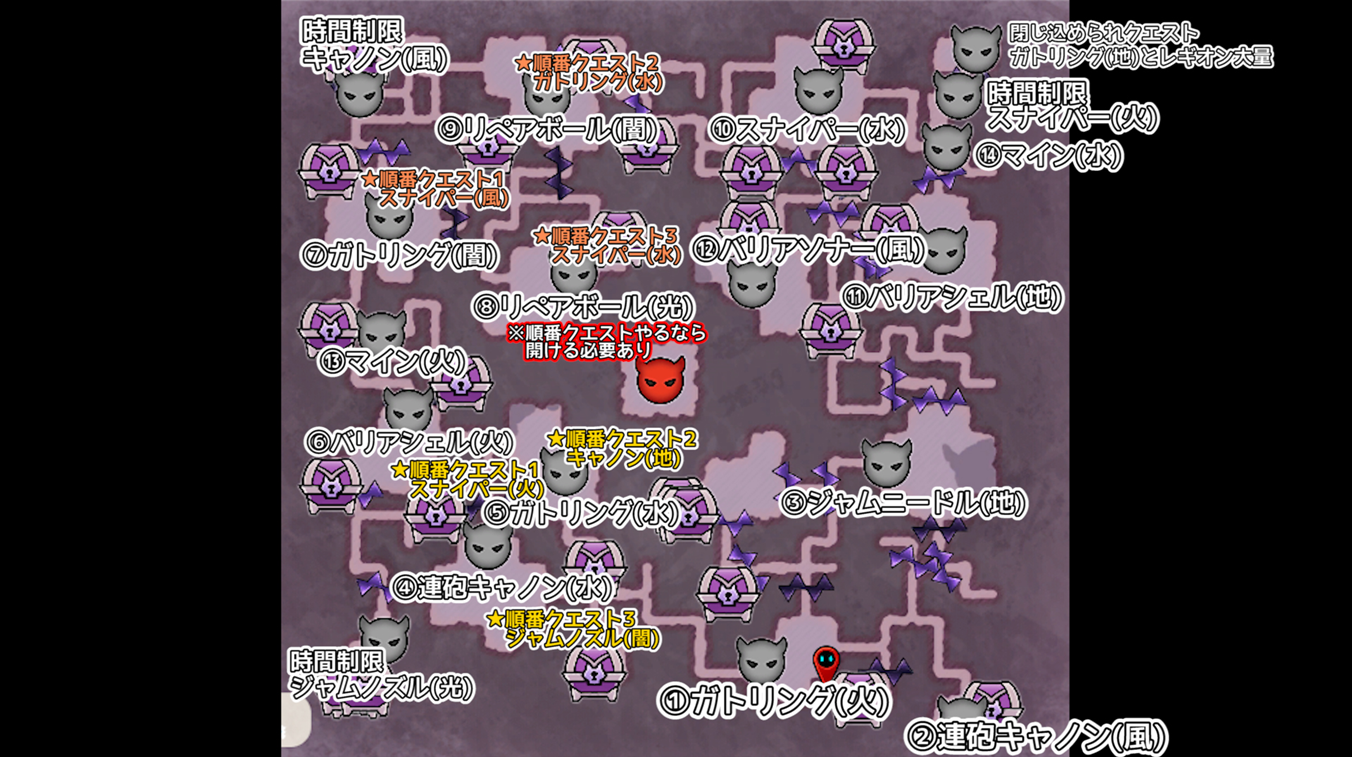 時間制限
キャノン(風)
★順番クエスト2
ガトリング(水)
閉じ込められクエスト
ガトリング(地)とレギオン大量
時間制限
スナイパー(火)
⑨リペアボール(闇)
⑩スナイパー(水)
⑭マイン(水)
★順番クエスト1
スナイパー(風)
⑦ガトリング(闇)
★順番クエスト3
スナイパー(水)
⑫バリアソナー(風)
⑪バリアシェル(地)
⑧リペアボール(光)
※順番クエストやるなら
開ける必要あり
⑬マイン(火)
⑥バリアシェル(火)
★順番クエスト2
キャノン(地)
★順番クエスト1
スナイパー(火)
⑤ガトリング(水)
③ジャムニードル(地)
④連砲キャノン(水)
★順番クエスト3
ジャムノズル(闇)
時間制限
ジャムノズル(光)
①ガトリング(火)
②連砲キャノン(風)